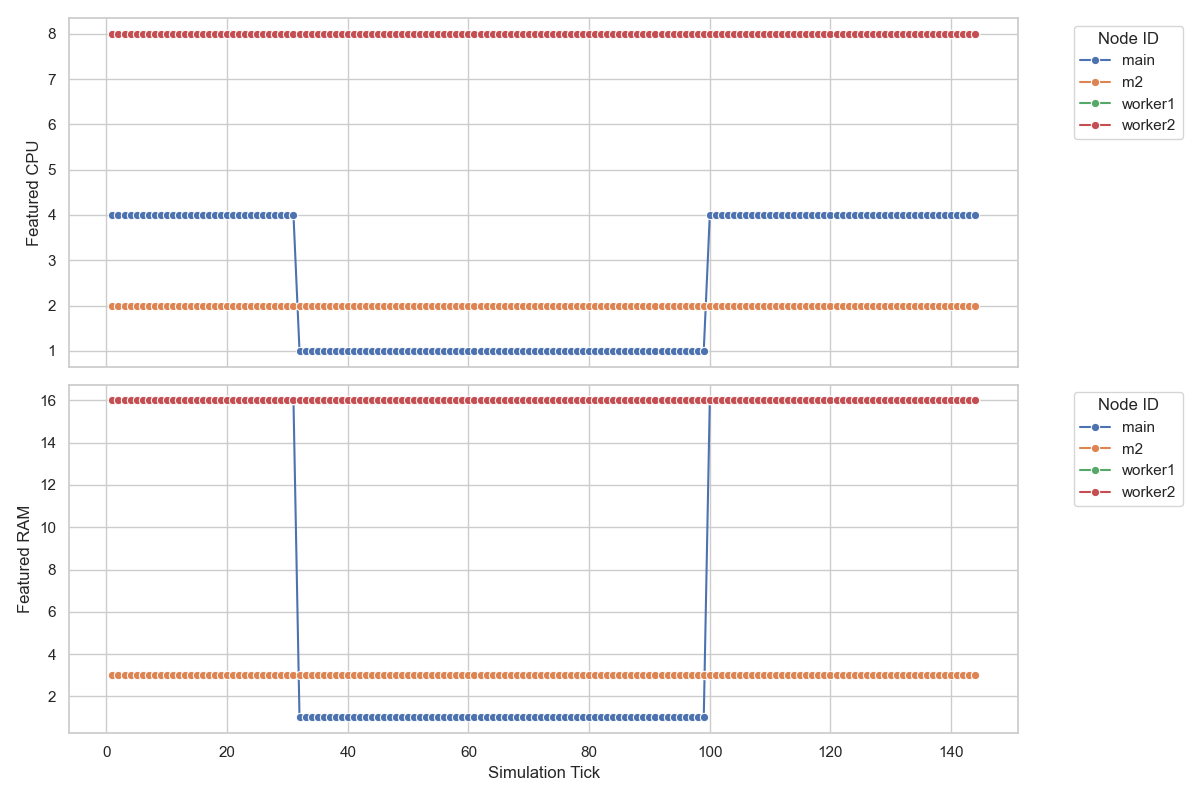 8
7
6
5
4
3
2
1
Featured CPU
Node ID
main
m2
worker1
worker2
16
14
12
10
8
6
4
2
Featured RAM
Node ID
main
m2
worker1
worker2
0 20 40 60 80 100 120 140
Simulation Tick